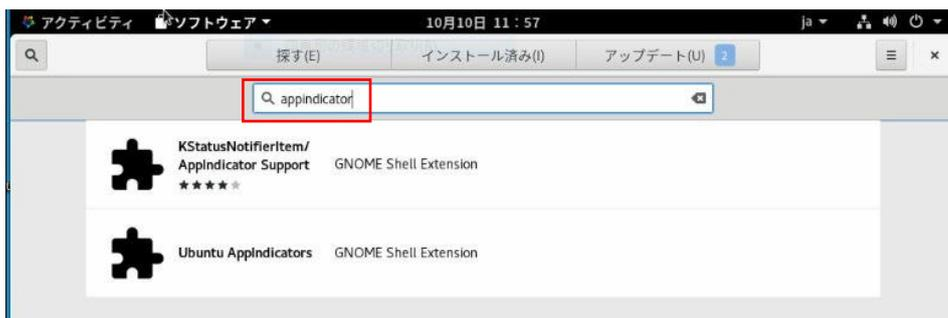 アクティビティ ソフトウェア 10月10日 11：57 ja
探す(E) インストール済み(I) アップデート(U) 2
appindicator
KStatusNotifierItem/
AppIndicator Support GNOME Shell Extension
Ubuntu AppIndicators GNOME Shell Extension